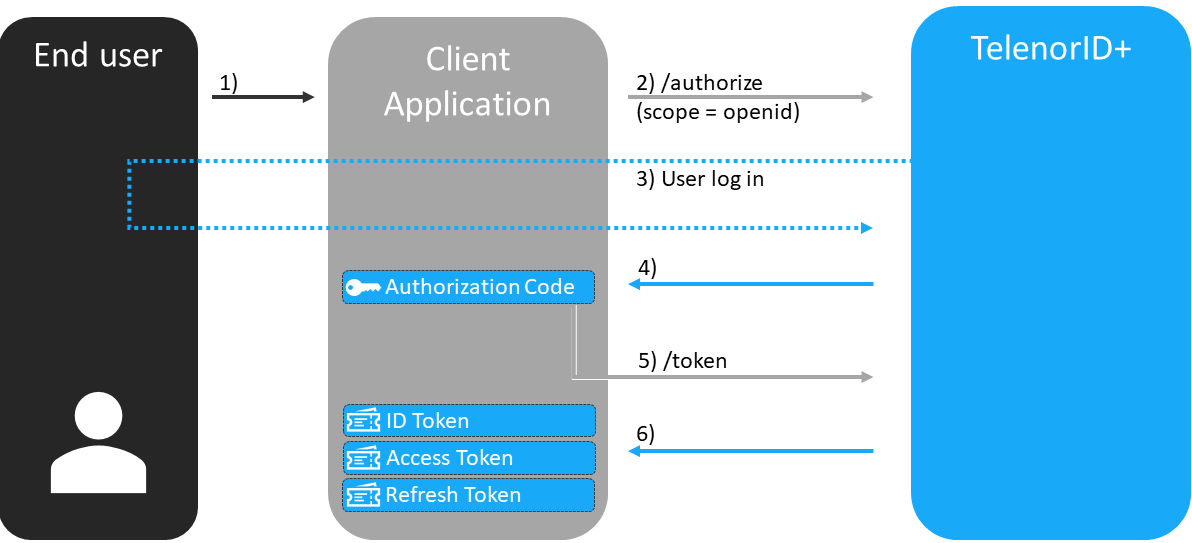 End user
Client
Application
TelenorID+
1)
2) /authorize
(scope = openid)
3) User log in
4)
Authorization Code
5) /token
6)
ID Token
Access Token
Refresh Token